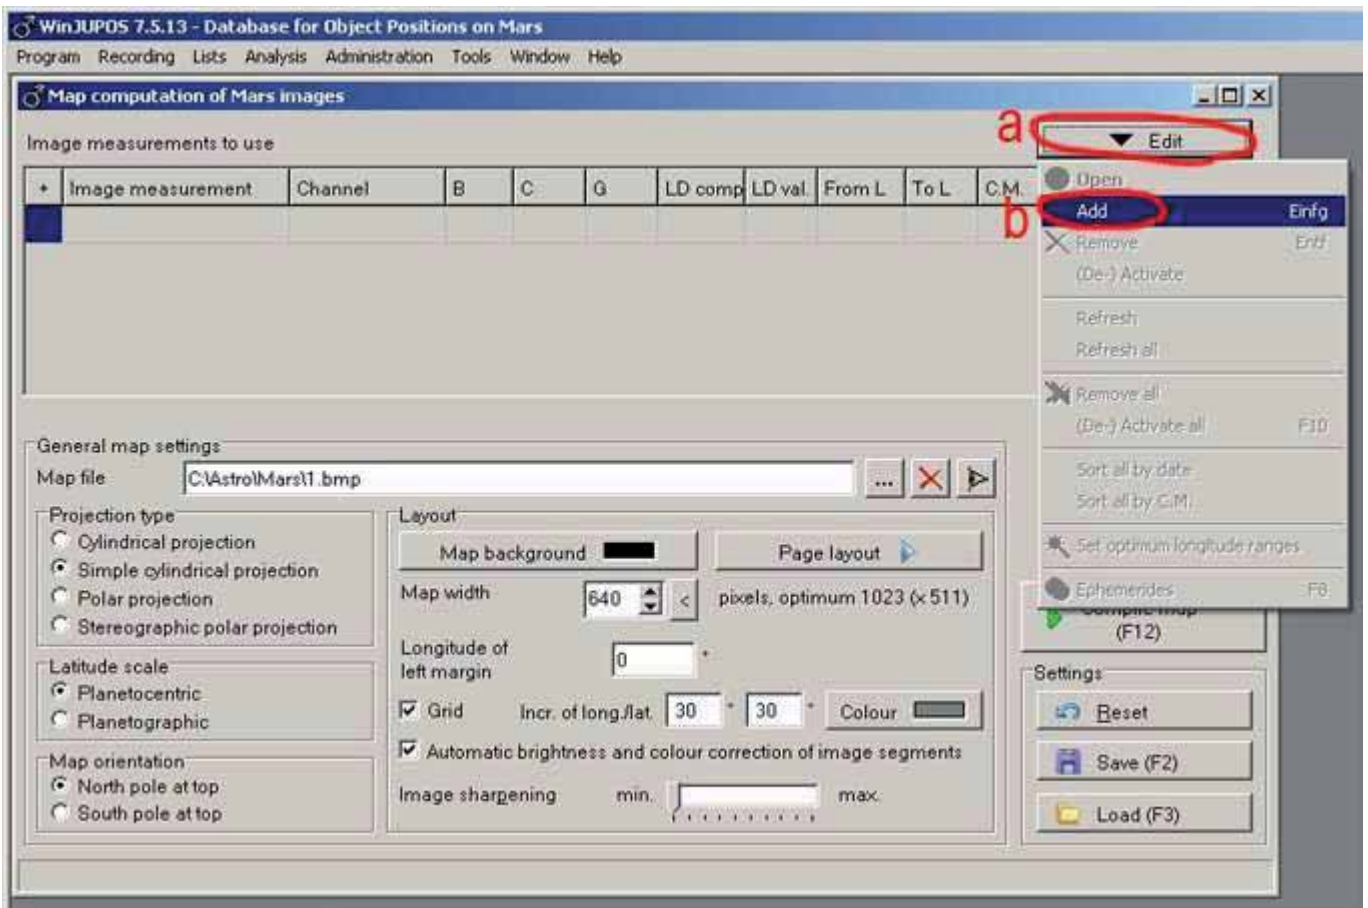 WinJUPOS 7.5.13 - Database for Object Positions on Mars
Program Recording Lists Analysis Administration Tools Window Help
Map computation of Mars images
Image measurements to use
a
Edit
+ Image measurement Channel B C G LD comp LD val. From L To L C.M.
Open
b
Add Einfg
Remove Entf
(De-) Activate
Refresh
Refresh all
Remove all
(De-) Activate all F10
Sort all by date
Sort all by C.M.
Set optimum longitude ranges
Ephemerides F8
General map settings
Map file C:\Astro\Mars\1.bmp ...
Projection type
Cylindrical projection
Simple cylindrical projection
Polar projection
Stereographic polar projection
Latitude scale
Planetocentric
Planetographic
Map orientation
North pole at top
South pole at top
Layout
Map background Page layout
Map width 640 < pixels, optimum 1023 (x 511)
Longitude of
left margin 0 °
Grid Incr. of long./lat. 30 ° 30 ° Colour
Automatic brightness and colour correction of image segments
Image sharpening min. max.
Compile map
(F12)
Settings
Reset
Save (F2)
Load (F3)